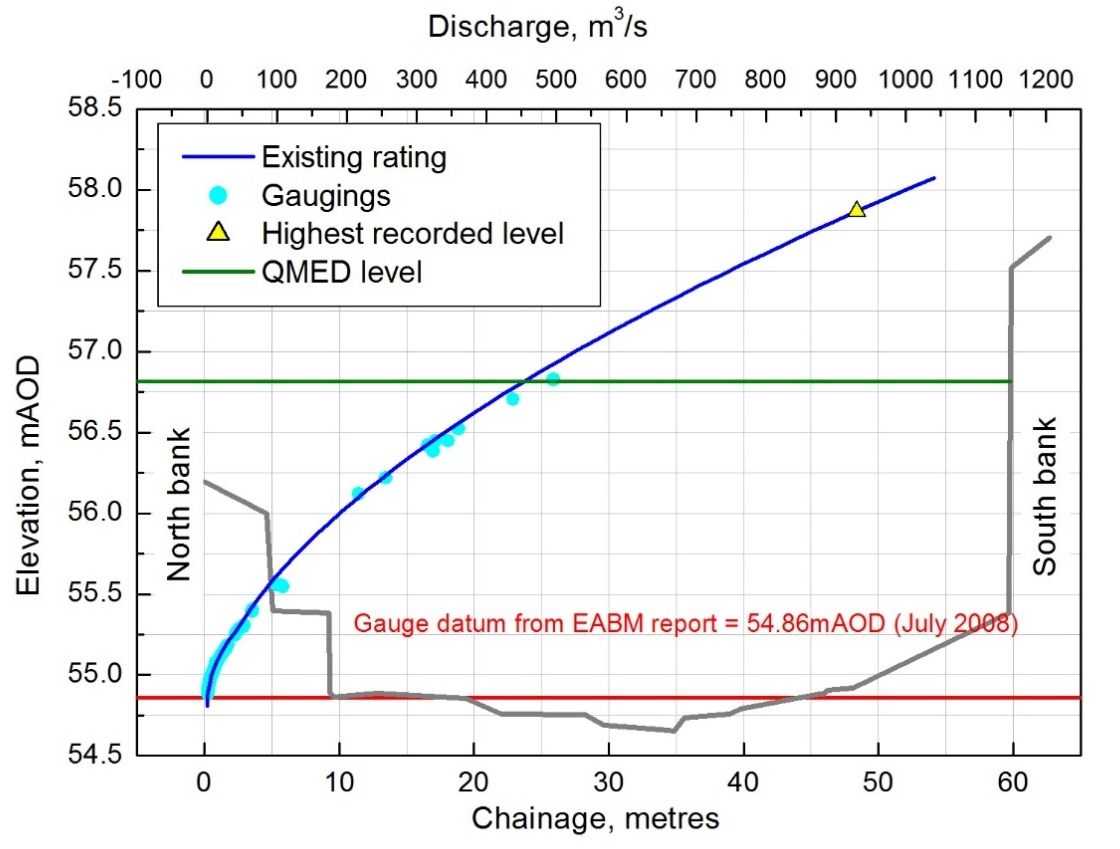 Discharge, m³/s
-100 0 100 200 300 400 500 600 700 800 900 1000 1100 1200
58.5
58.0
57.5
57.0
56.5
56.0
55.5
55.0
54.5
Elevation, mAOD
Existing rating
Gaugings
Highest recorded level
QMED level
North bank
South bank
Gauge datum from EABM report = 54.86mAOD (July 2008)
0 10 20 30 40 50 60
Chainage, metres